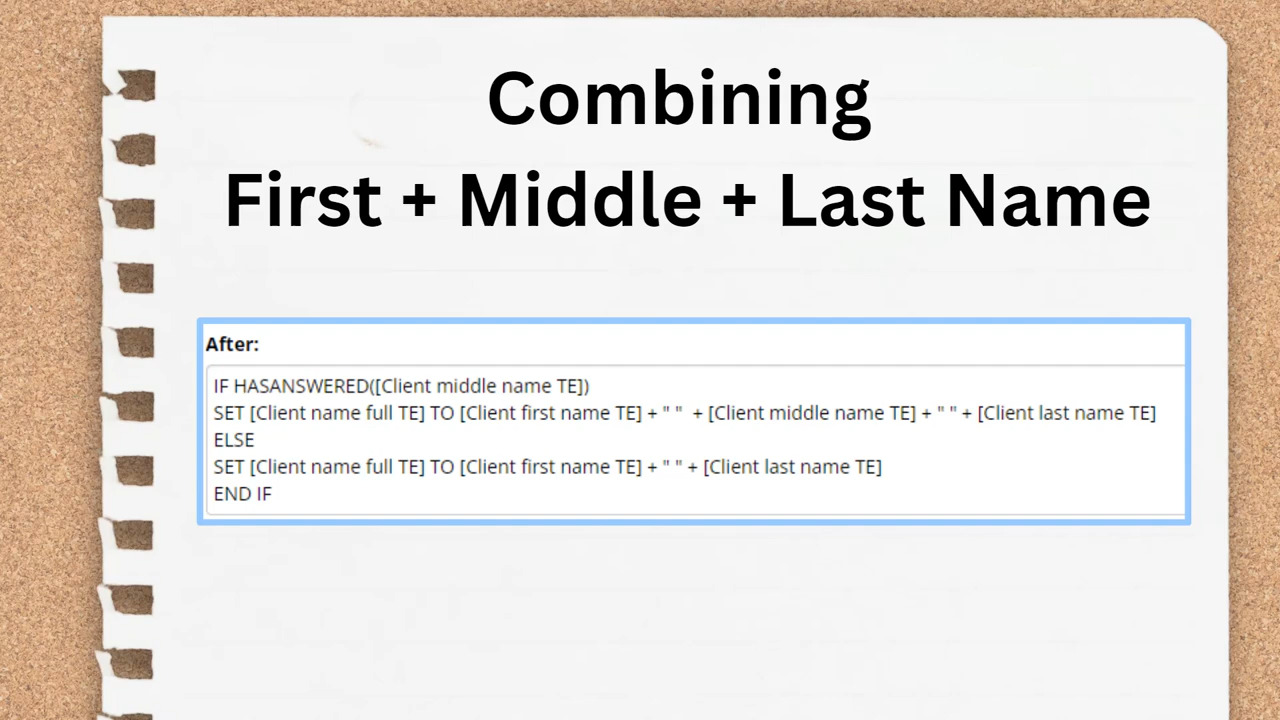 Combining
First + Middle + Last Name
After:
IF HASANSWERED([Client middle name TE])
SET [Client name full TE] TO [Client first name TE] + " "  + [Client middle name TE] + " " + [Client last name TE]
ELSE
SET [Client name full TE] TO [Client first name TE] + " " + [Client last name TE]
END IF